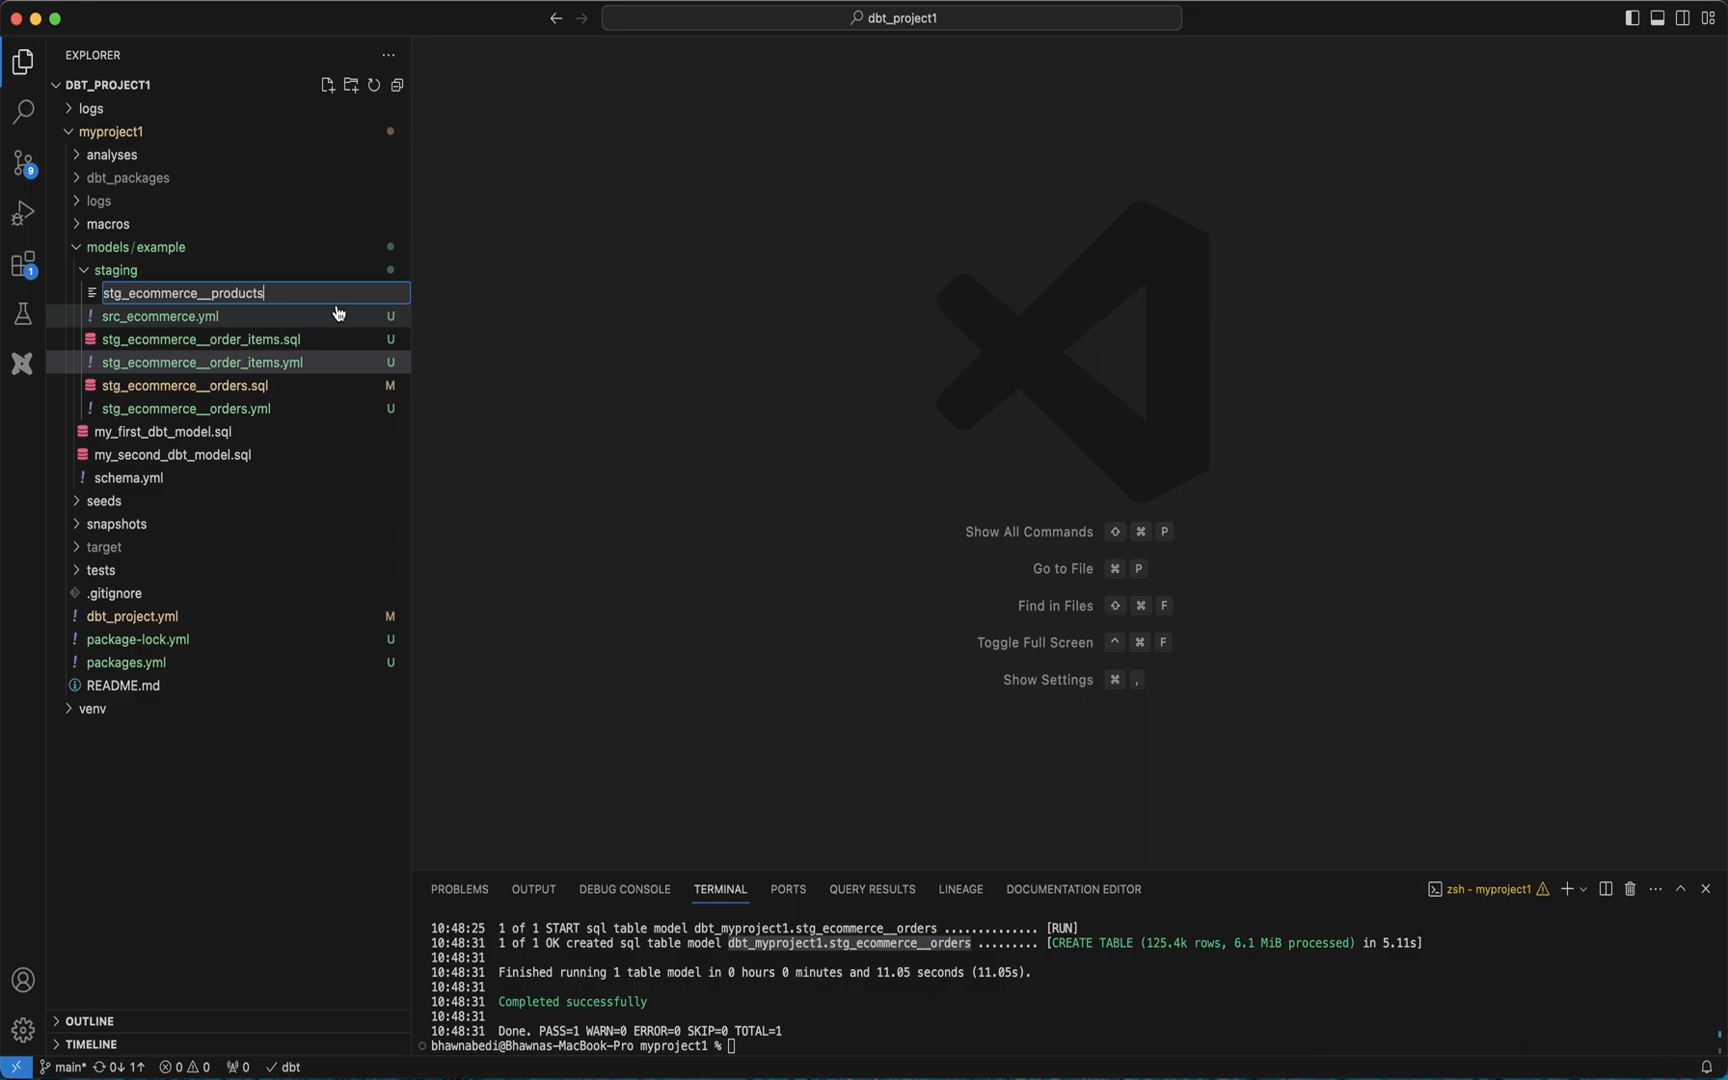 dbt_project1
EXPLORER
DBT_PROJECT1
logs
myproject1
analyses
dbt_packages
logs
macros
models / example
staging
stg_ecommerce__products
src_ecommerce.yml U
stg_ecommerce__order_items.sql U
stg_ecommerce__order_items.yml U
stg_ecommerce__orders.sql M
stg_ecommerce__orders.yml U
my_first_dbt_model.sql
my_second_dbt_model.sql
schema.yml
seeds
snapshots
target
tests
.gitignore
dbt_project.yml M
package-lock.yml U
packages.yml U
README.md
venv
OUTLINE
TIMELINE
9
1
Show All Commands ⇧ ⌘ P
Go to File ⌘ P
Find in Files ⇧ ⌘ F
Toggle Full Screen ^ ⌘ F
Show Settings ⌘ ,
PROBLEMS OUTPUT DEBUG CONSOLE TERMINAL PORTS QUERY RESULTS LINEAGE DOCUMENTATION EDITOR
zsh - myproject1
10:48:25 1 of 1 START sql table model dbt_myproject1.stg_ecommerce__orders .............. [RUN]
10:48:31 1 of 1 OK created sql table model dbt_myproject1.stg_ecommerce__orders ......... [CREATE TABLE (125.4k rows, 6.1 MiB processed) in 5.11s]
10:48:31
10:48:31 Finished running 1 table model in 0 hours 0 minutes and 11.05 seconds (11.05s).
10:48:31
10:48:31 Completed successfully
10:48:31
10:48:31 Done. PASS=1 WARN=0 ERROR=0 SKIP=0 TOTAL=1
bhawnabedi@Bhawnas-MacBook-Pro myproject1 %
main* 0↓ 1↑ 0 0 0 dbt